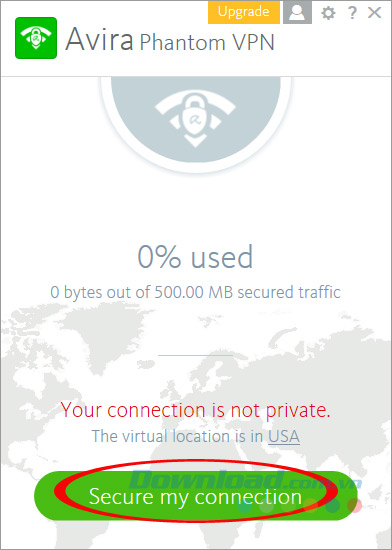 Upgrade
?
Avira Phantom VPN
0% used
0 bytes out of 500.00 MB secured traffic
Your connection is not private.
The virtual location is in USA
Download.com.vn
Secure my connection